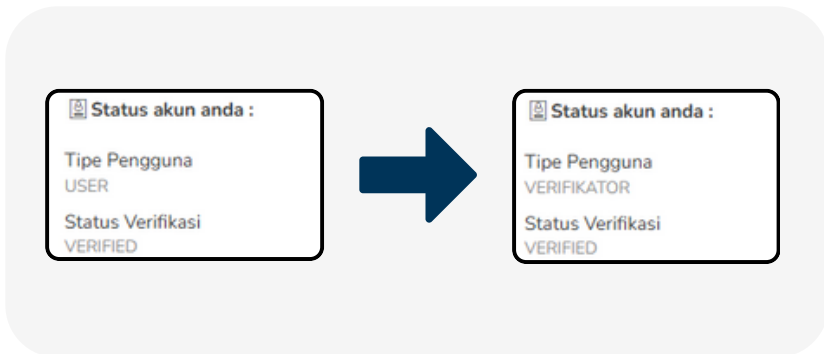 Status akun anda :
Tipe Pengguna
USER
Status Verifikasi
VERIFIED
Status akun anda :
Tipe Pengguna
VERIFIKATOR
Status Verifikasi
VERIFIED